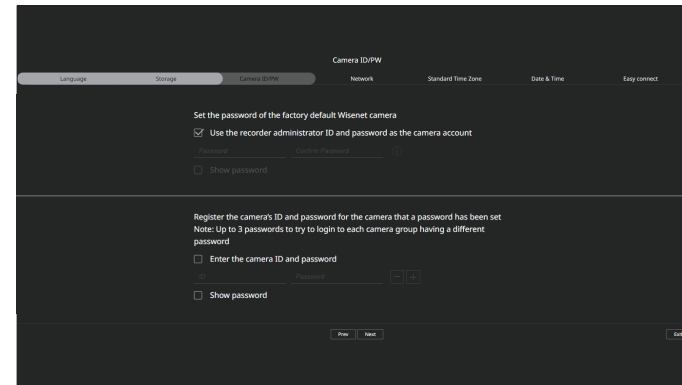 Camera ID/PW
Language Storage Camera ID/PW Network Standard Time Zone Date & Time Easy connect
Set the password of the factory default Wisenet camera
Use the recorder administrator ID and password as the camera account
Password Confirm Password
Show password
Register the camera's ID and password for the camera that a password has been set
Note: Up to 3 passwords to try to login to each camera group having a different
password
Enter the camera ID and password
ID Password
Show password
Prev Next Exit